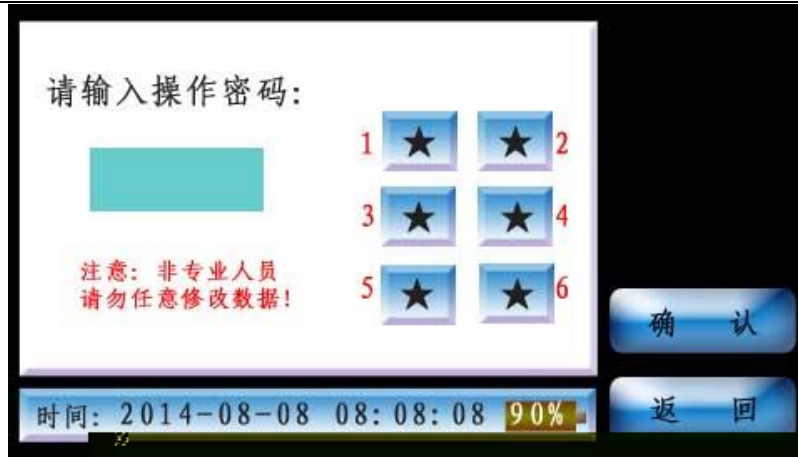 请输入操作密码:
1 ★ ★ 2
3 ★ ★ 4
注意: 非专业人员
请勿任意修改数据!
5 ★ ★ 6
确 认
时间: 2014-08-08 08:08:08 90%
返 回